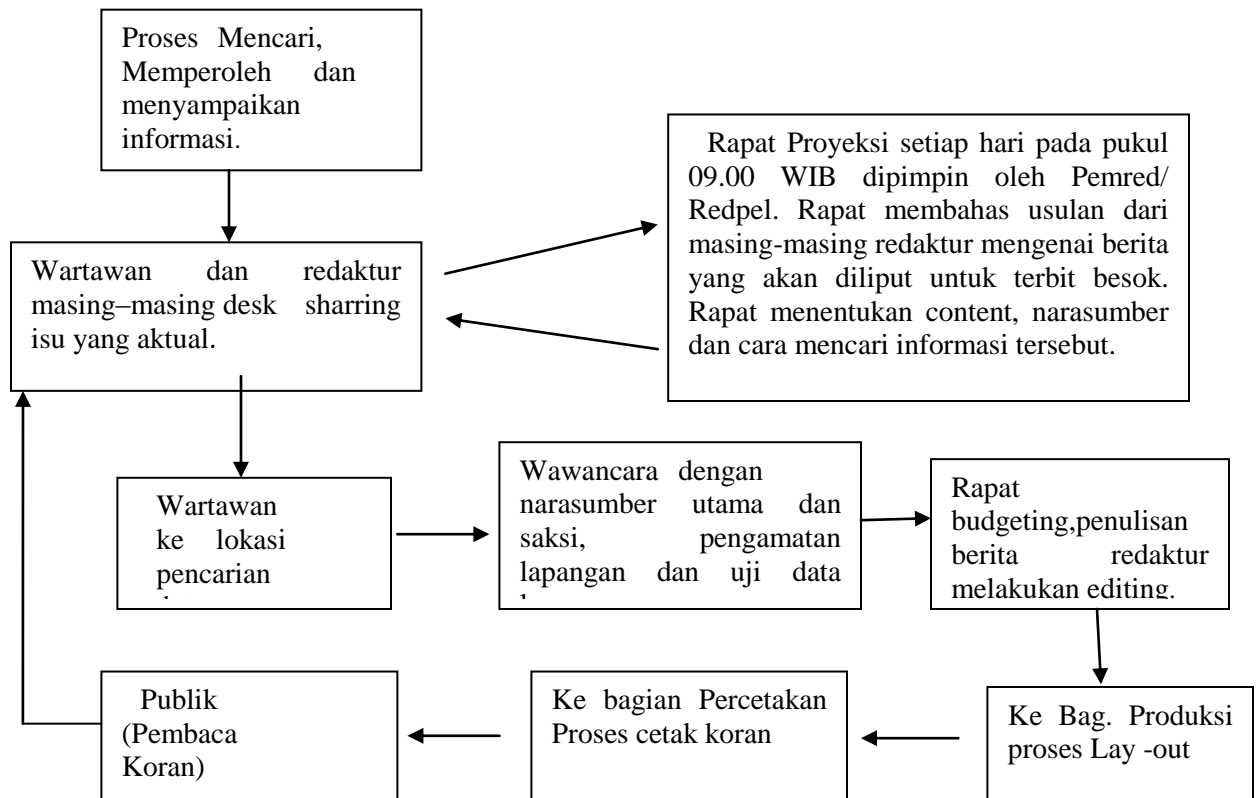 Proses Mencari,
Memperoleh dan
menyampaikan
informasi.
Rapat Proyeksi setiap hari pada pukul
09.00 WIB dipimpin oleh Pemred/
Redpel. Rapat membahas usulan dari
masing-masing redaktur mengenai berita
yang akan diliput untuk terbit besok.
Rapat menentukan content, narasumber
dan cara mencari informasi tersebut.
Wartawan dan redaktur
masing–masing desk sharring
isu yang aktual.
Wartawan
ke lokasi
pencarian
Wawancara dengan
narasumber utama dan
saksi, pengamatan
lapangan dan uji data
Rapat
budgeting,penulisan
berita redaktur
melakukan editing.
Publik
(Pembaca
Koran)
Ke bagian Percetakan
Proses cetak koran
Ke Bag. Produksi
proses Lay -out